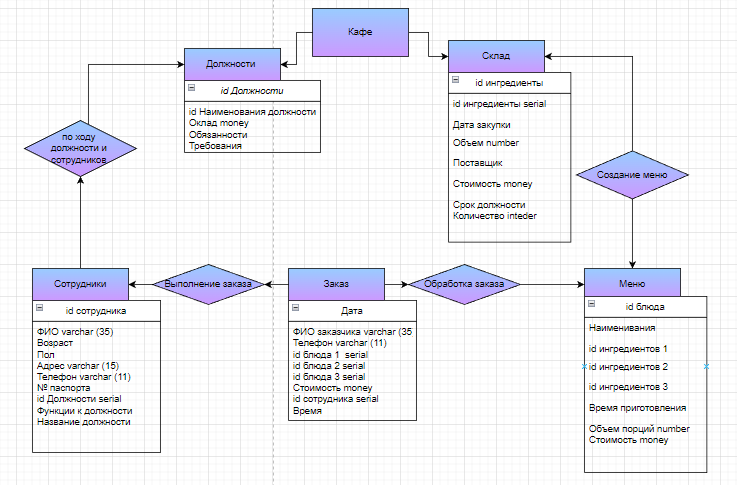 Кафе
Должности
id Должности
id Наименования должности
Оклад money
Обязанности
Требования
Склад
id ингредиенты
id ингредиенты serial
Дата закупки
Объем number
Поставщик
Стоимость money
Срок должности
Количество inteder
по ходу
должности и
сотрудников
Создание меню
Сотрудники
id сотрудника
ФИО varchar (35)
Возраст
Пол
Адрес varchar (15)
Телефон varchar (11)
№ паспорта
id Должности serial
Функции к должности
Название должности
Выполнение заказа
Заказ
Дата
ФИО заказчика varchar (35
Телефон varchar (11)
id блюда 1 serial
id блюда 2 serial
id блюда 3 serial
Стоимость money
id сотрудника serial
Время
Обработка заказа
Меню
id блюда
Наименивания
id ингредиентов 1
id ингредиентов 2
id ингредиентов 3
Время приготовления
Объем порций number
Стоимость money